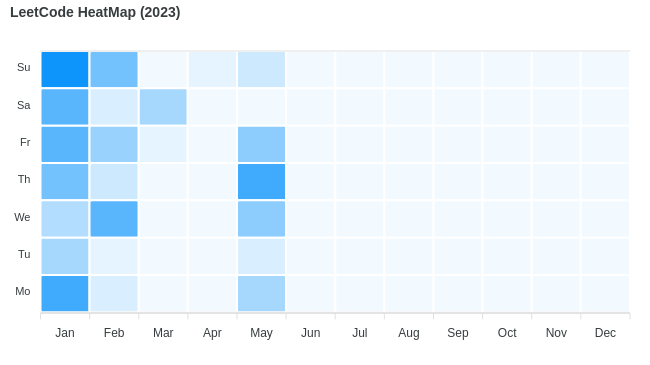 LeetCode HeatMap (2023)
Su
Sa
Fr
Th
We
Tu
Mo
Jan Feb Mar Apr May Jun Jul Aug Sep Oct Nov Dec